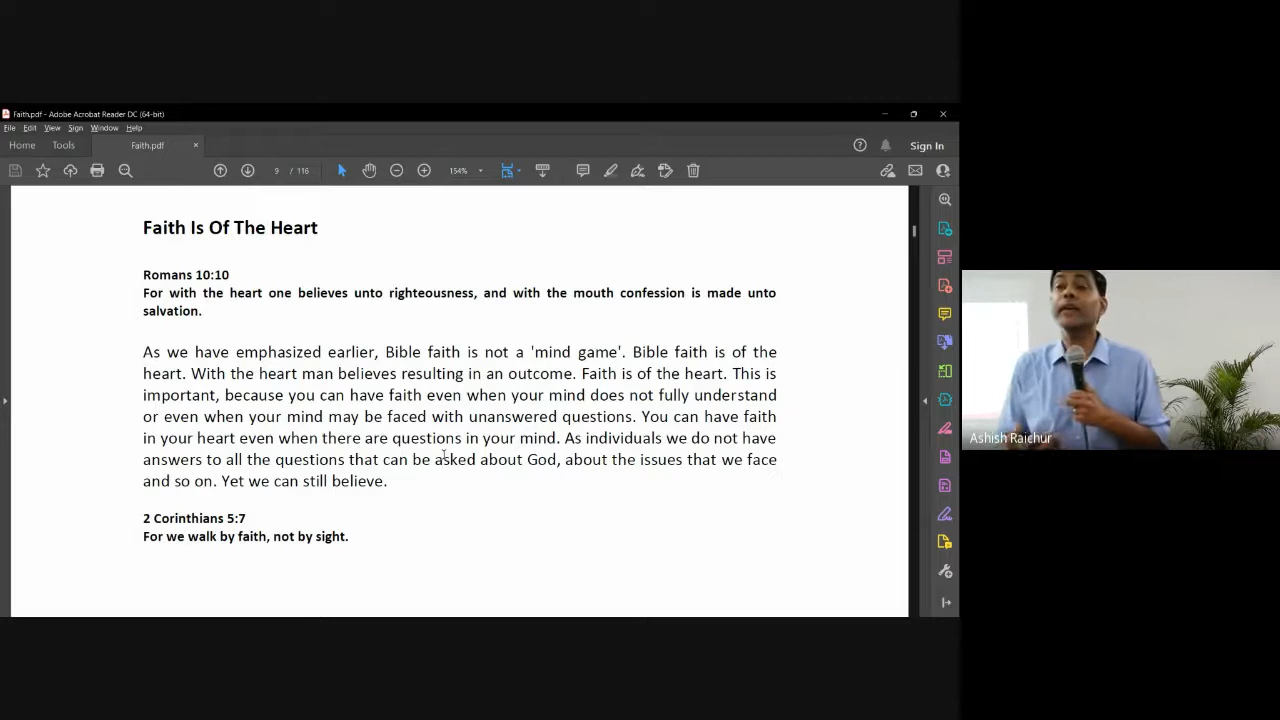 Faith.pdf - Adobe Acrobat Reader DC (64-bit)
File Edit View Sign Window Help
Home Tools Faith.pdf × Sign In
9 / 116 154%
Faith Is Of The Heart
Romans 10:10
For with the heart one believes unto righteousness, and with the mouth confession is made unto
salvation.
As we have emphasized earlier, Bible faith is not a 'mind game'. Bible faith is of the
heart. With the heart man believes resulting in an outcome. Faith is of the heart. This is
important, because you can have faith even when your mind does not fully understand
or even when your mind may be faced with unanswered questions. You can have faith
in your heart even when there are questions in your mind. As individuals we do not have
answers to all the questions that can be asked about God, about the issues that we face
and so on. Yet we can still believe.
2 Corinthians 5:7
For we walk by faith, not by sight.
Ashish Raichur